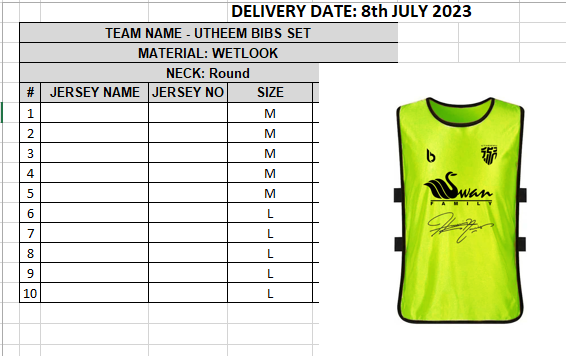 DELIVERY DATE: 8th JULY 2023
TEAM NAME - UTHEEM BIBS SET
MATERIAL: WETLOOK
NECK: Round
# JERSEY NAME JERSEY NO SIZE
1 M
2 M
3 M
4 M
5 M
6 L
7 L
8 L
9 L
10 L
b
Swan
FAMILY